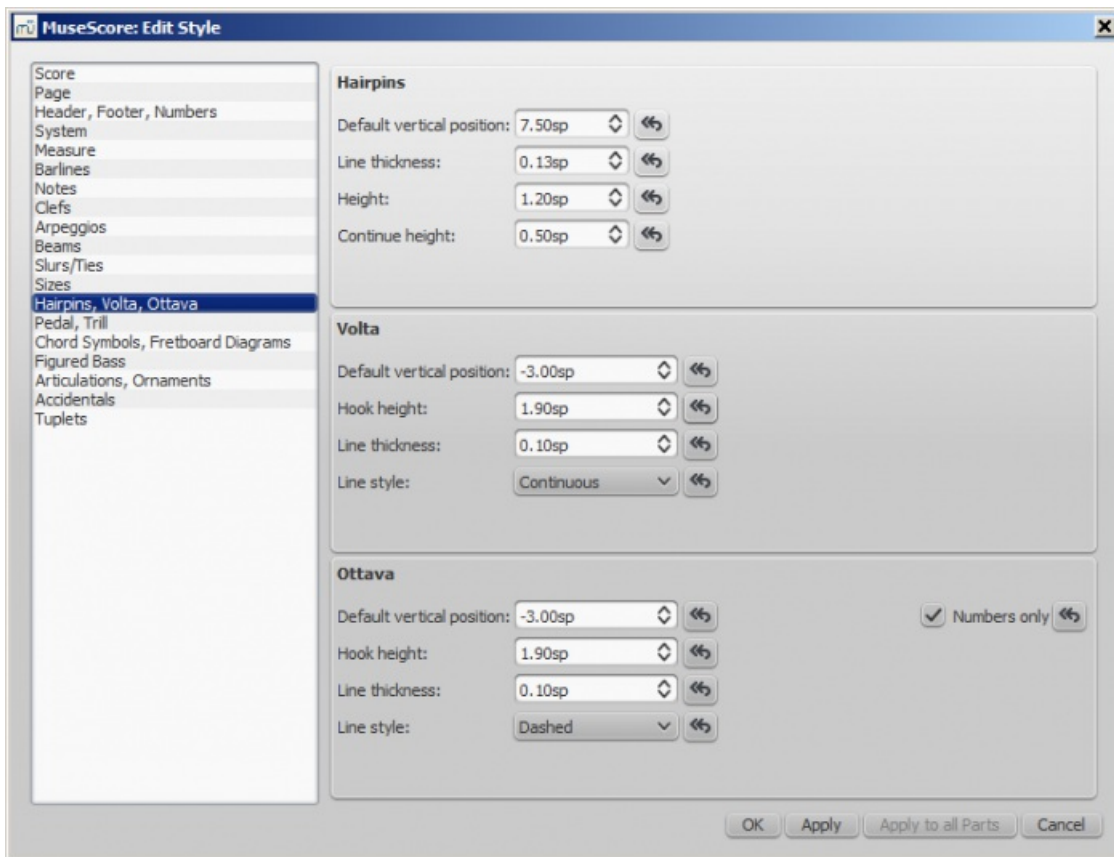 MuseScore: Edit Style
Score
Page
Header, Footer, Numbers
System
Measure
Barlines
Notes
Clefs
Arpeggios
Beams
Slurs/Ties
Sizes
Hairpins, Volta, Ottava
Pedal, Trill
Chord Symbols, Fretboard Diagrams
Figured Bass
Articulations, Ornaments
Accidentals
Tuplets
Hairpins
Default vertical position: 7.50sp
Line thickness: 0.13sp
Height: 1.20sp
Continue height: 0.50sp
Volta
Default vertical position: -3.00sp
Hook height: 1.90sp
Line thickness: 0.10sp
Line style: Continuous
Ottava
Default vertical position: -3.00sp Numbers only
Hook height: 1.90sp
Line thickness: 0.10sp
Line style: Dashed
OK Apply Apply to all Parts Cancel